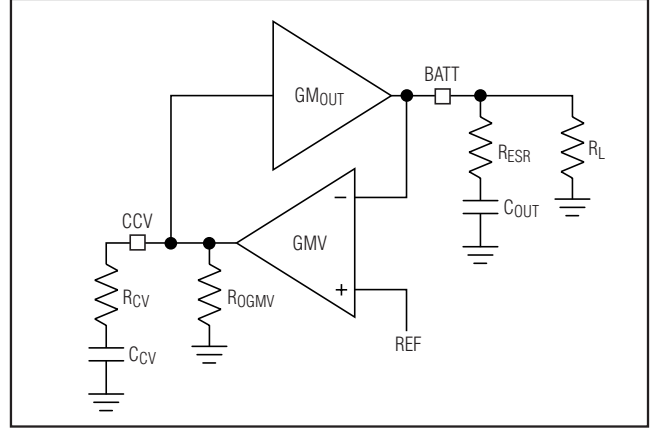 GMOUT
BATT
RESR
RL
COUT
CCV
GMV
−
+
RCV
ROGMV
CCV
REF